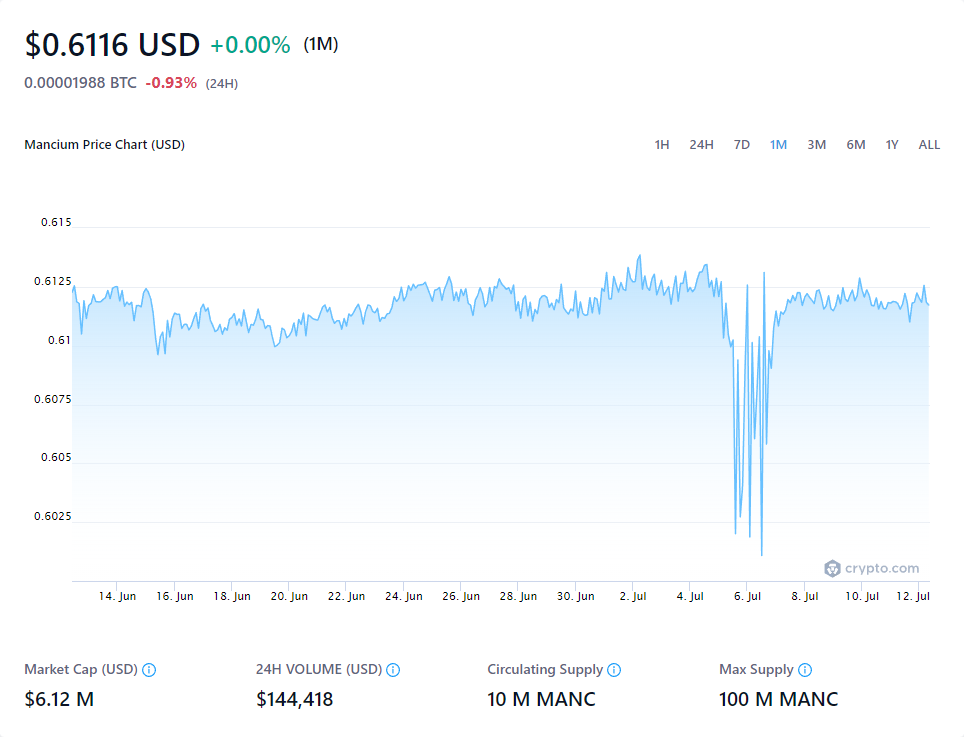 $0.6116 USD +0.00% (1M)
0.00001988 BTC -0.93% (24H)
Mancium Price Chart (USD) 1H 24H 7D 1M 3M 6M 1Y ALL
0.615
0.6125
0.61
0.6075
0.605
0.6025
crypto.com
14. Jun 16. Jun 18. Jun 20. Jun 22. Jun 24. Jun 26. Jun 28. Jun 30. Jun 2. Jul 4. Jul 6. Jul 8. Jul 10. Jul 12. Jul
Market Cap (USD) 24H VOLUME (USD) Circulating Supply Max Supply
$6.12 M $144,418 10 M MANC 100 M MANC